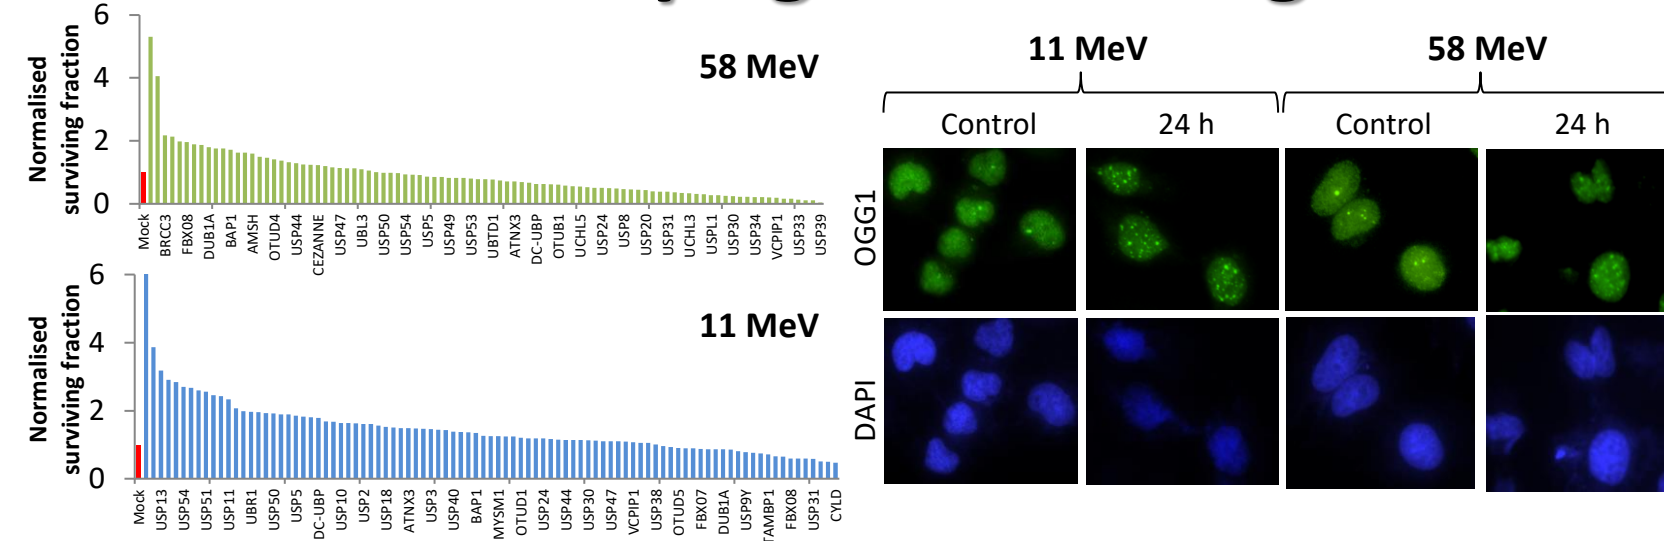 6
4
2
0
Normalised
surviving fraction
58 MeV
Mock
BRCC3
FBX08
DUB1A
BAP1
AMSH
OTUD4
USP44
CEZANNE
USP47
UBL3
USP50
USP54
USP5
USP49
USP53
UBTD1
ATNX3
DC-UBP
OTUB1
UCHL5
USP24
USP8
USP20
USP31
UCHL3
USPL1
USP30
USP34
VCPIP1
USP33
USP39
6
4
2
0
Normalised
surviving fraction
11 MeV
Mock
USP13
USP54
USP51
USP11
UBR1
USP50
USP5
DC-UBP
USP10
USP2
USP18
ATNX3
USP3
USP40
BAP1
MYSM1
OTUD1
USP24
USP44
USP30
USP47
VCPIP1
USP38
OTUD5
FBX07
DUB1A
USP9Y
TAMBP1
FBX08
USP31
CYLD
11 MeV
58 MeV
Control
24 h
Control
24 h
OGG1
DAPI